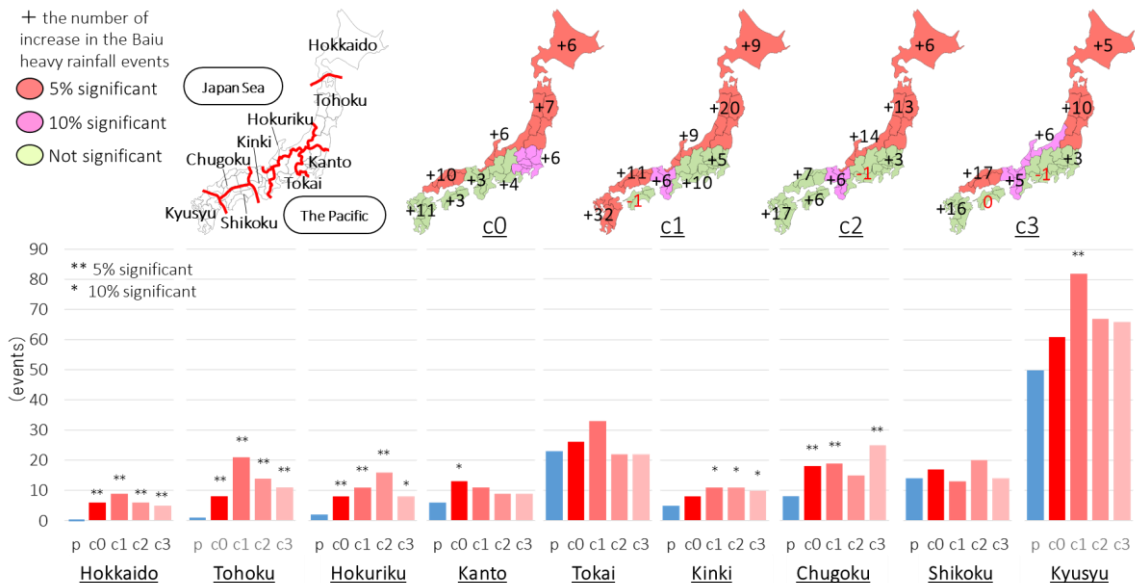 + the number of
increase in the Baiu
heavy rainfall events
5% significant
10% significant
Not significant
Japan Sea
The Pacific
Hokkaido
Tohoku
Hokuriku
Kinki
Chugoku
Kanto
Tokai
Kyusyu
Shikoku
+6
+7
+6
+6
+10
+3
+4
+3
+11
c0
+9
+20
+9
+5
+11
+6
+10
-1
+32
c1
+6
+13
+14
+3
-1
+7
+6
+6
+17
c2
+5
+10
+6
+3
-1
+17
+5
0
+16
c3
90
80
70
60
50
40
30
20
10
0
(events)
** 5% significant
* 10% significant
** ** ** **
** ** ** **
** ** ** *
*
* * *
** ** **
**
p c0 c1 c2 c3 p c0 c1 c2 c3 p c0 c1 c2 c3 p c0 c1 c2 c3 p c0 c1 c2 c3 p c0 c1 c2 c3 p c0 c1 c2 c3 p c0 c1 c2 c3 p c0 c1 c2 c3
Hokkaido Tohoku Hokuriku Kanto Tokai Kinki Chugoku Shikoku Kyusyu